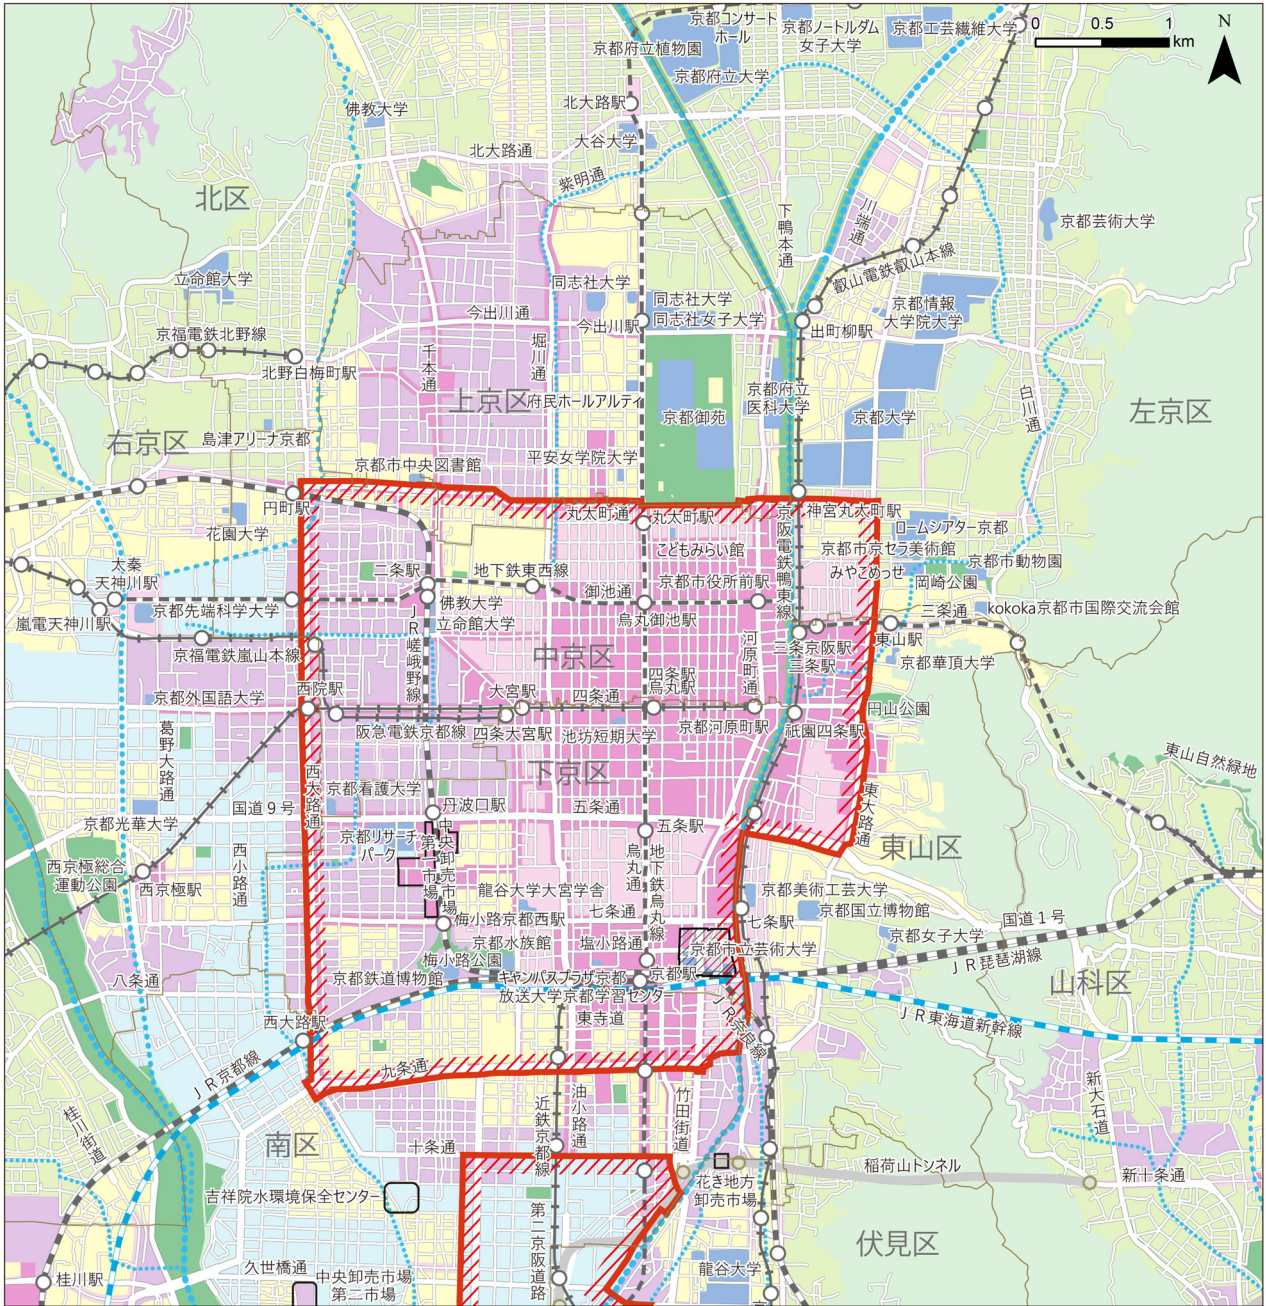 京都コンサート
ホール
京都ノートルダム
女子大学
京都工芸繊維大学
0 0.5 1
km
N
京都府立植物園
京都府立大学
北大路駅
佛教大学
大谷大学
北大路通
紫明通
北区
下鴨本通
川端通
京都芸術大学
叡山電鉄叡山本線
立命館大学
同志社大学
同志社大学
同志社女子大学
京都情報
大学院大学
今出川通
今出川駅
出町柳駅
京福電鉄北野線
北野白梅町駅
千本通
堀川通
上京区
府民ホールアルティ
京都御苑
京都府立
医科大学
京都大学
白川通
左京区
右京区
島津アリーナ京都
平安女学院大学
京都市中央図書館
円町駅
丸太町通
丸太町駅
神宮丸太町駅
京阪電鉄鴨東線
花園大学
ロームシアター京都
こどもみらい館
京都市京セラ美術館
みやこめっせ
京都市動物園
岡崎公園
太秦
天神川駅
二条駅
地下鉄東西線
御池通
京都市役所前駅
京都先端科学大学
佛教大学
立命館大学
烏丸御池駅
三条通
kokoka京都市国際交流会館
嵐電天神川駅
JR嵯峨野線
河原町通
三条京阪駅
三条駅
東山駅
京福電鉄嵐山本線
中京区
京都華頂大学
京都外国語大学
西院駅
大宮駅
四条通
四条駅
烏丸駅
円山公園
阪急電鉄京都線
四条大宮駅
池坊短期大学
京都河原町駅
祇園四条駅
葛野大路通
東山自然緑地
下京区
西大路通
京都看護大学
国道9号
丹波口駅
五条通
五条駅
東大路通
京都光華大学
京都リサーチ
パーク
中央卸売市場
第一市場
烏丸通
地下鉄烏丸線
東山区
西京極総合
運動公園
西京極駅
西小路通
龍谷大学大宮学舎
京都美術工芸大学
七条通
梅小路京都西駅
七条駅
京都国立博物館
国道1号
京都水族館
塩小路通
京都市立芸術大学
京都女子大学
JR琵琶湖線
梅小路公園
八条通
京都鉄道博物館
キャンパスプラザ京都
京都駅
放送大学京都学習センター
山科区
西大路駅
東寺道
JR奈良線
JR東海道新幹線
JR京都線
九条通
桂川街道
南区
油小路通
近鉄京都線
竹田街道
新大石道
十条通
稲荷山トンネル
新十条通
吉祥院水環境保全センター
花き地方
卸売市場
第二京阪道路
伏見区
久世橋通
桂川駅
中央卸売市場
第二市場
龍谷大学